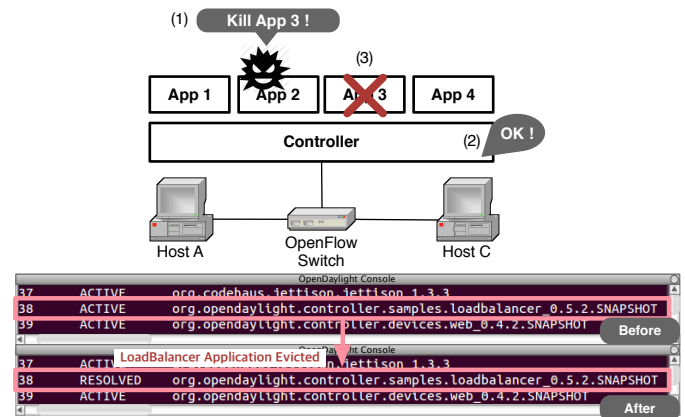 (1) Kill App 3 !
(3)
App 1 App 2 App 3 App 4
Controller (2) OK !
Host A OpenFlow Switch Host C
OpenDaylight Console
37 ACTIVE org.codehaus.jettison.jettison_1.3.3
38 ACTIVE org.opendaylight.controller.samples.loadbalancer_0.5.2.SNAPSHOT
39 ACTIVE org.opendaylight.controller.devices.web_0.4.2.SNAPSHOT
Before
OpenDaylight Console
LoadBalancer Application Evicted
37 ACTIVE jettison_1.3.3
38 RESOLVED org.opendaylight.controller.samples.loadbalancer_0.5.2.SNAPSHOT
39 ACTIVE org.opendaylight.controller.devices.web_0.4.2.SNAPSHOT
After